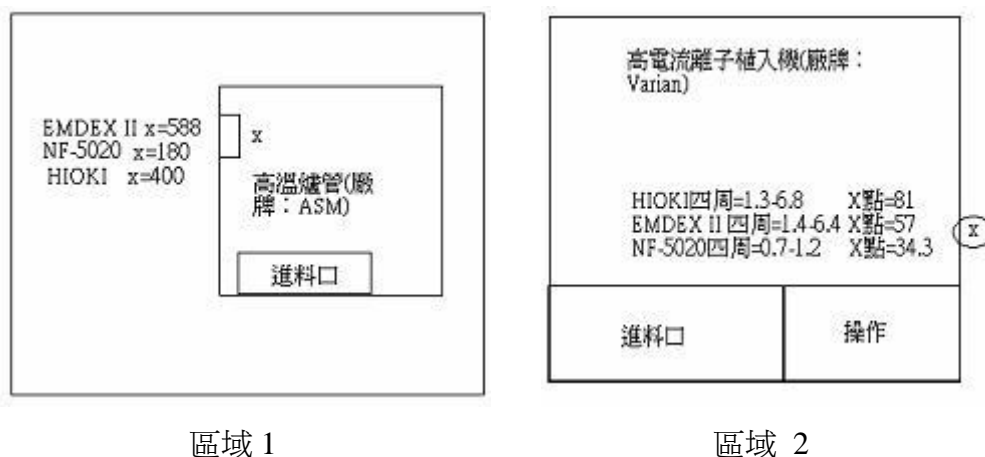 EMDEX II x=588
NF-5020 x=180
HIOKI x=400
x
高溫爐管(廠
牌：ASM)
進料口
區域 1
高電流離子植入機(廠牌：
Varian)
HIOKI四周=1.3-6.8 X點=81
EMDEX II 四周=1.4-6.4 X點=57
NF-5020四周=0.7-1.2 X點=34.3
x
進料口
操作
區域 2